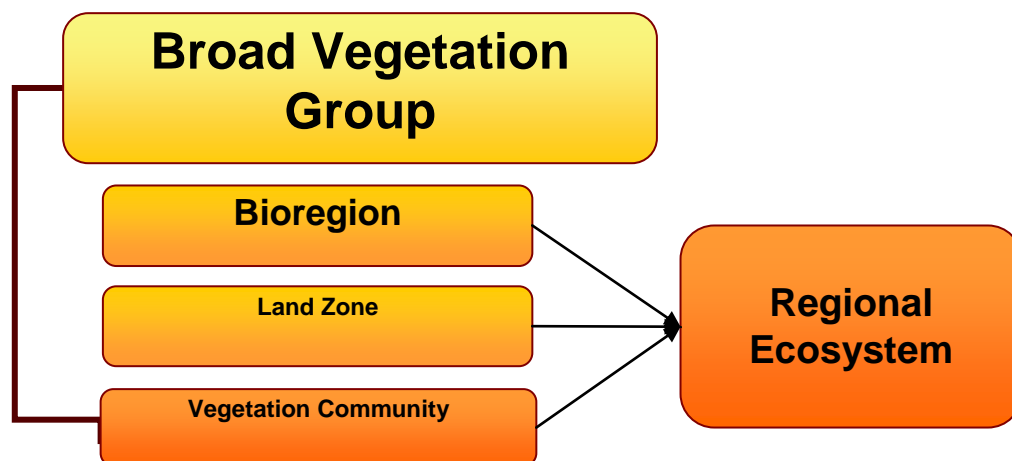 Broad Vegetation
Group
Bioregion
Land Zone
Vegetation Community
Regional
Ecosystem